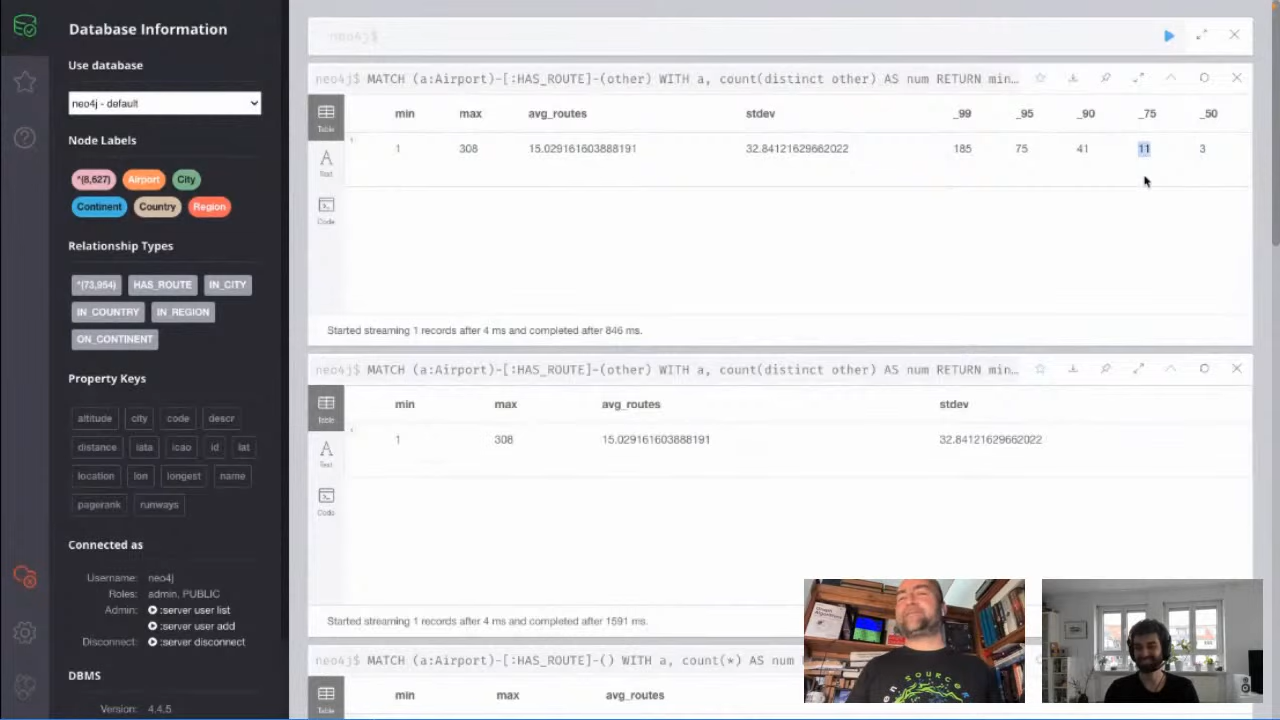 Database Information
Use database
neo4j - default
Node Labels
*(8,627) Airport City
Continent Country Region
Relationship Types
*(73,954) HAS_ROUTE IN_CITY
IN_COUNTRY IN_REGION
ON_CONTINENT
Property Keys
altitude city code descr
distance iata icao id lat
location lon longest name
pagerank runways
Connected as
Username: neo4j
Roles: admin, PUBLIC
Admin: :server user list
:server user add
Disconnect: :server disconnect
DBMS
Version: 4.4.5
neo4j$
neo4j$ MATCH (a:Airport)-[:HAS_ROUTE]-(other) WITH a, count(distinct other) AS num RETURN min…
Table
Text
Code
min max avg_routes stdev _99 _95 _90 _75 _50
1 308 15.029161603888191 32.84121629662022 185 75 41 11 3
Started streaming 1 records after 4 ms and completed after 846 ms.
neo4j$ MATCH (a:Airport)-[:HAS_ROUTE]-(other) WITH a, count(distinct other) AS num RETURN min…
Table
Text
Code
min max avg_routes stdev
1 308 15.029161603888191 32.84121629662022
Started streaming 1 records after 4 ms and completed after 1591 ms.
neo4j$ MATCH (a:Airport)-[:HAS_ROUTE]-() WITH a, count(*) AS num
Table
min max avg_routes
Graph Algorithms
SOURCE